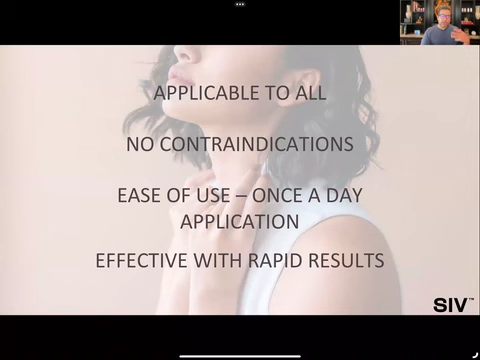 APPLICABLE TO ALL
NO CONTRAINDICATIONS
EASE OF USE – ONCE A DAY
APPLICATION
EFFECTIVE WITH RAPID RESULTS
SIV™